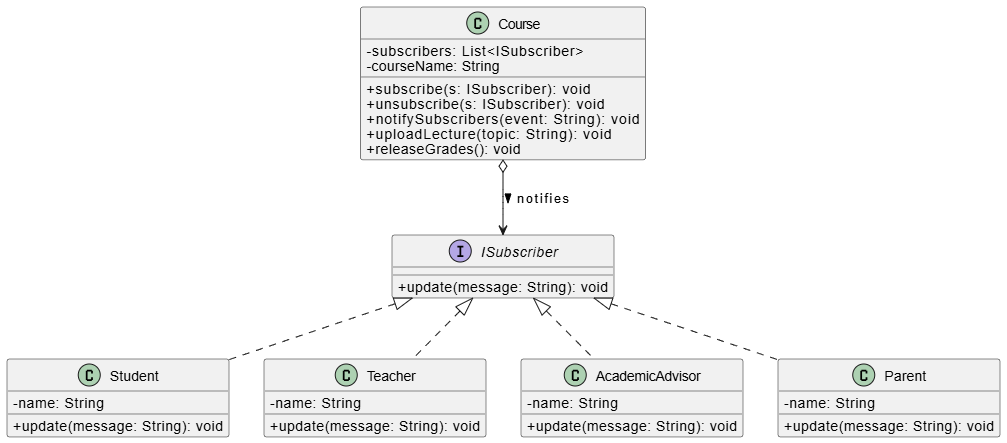 C Course
-subscribers: List<ISubscriber>
-courseName: String
+subscribe(s: ISubscriber): void
+unsubscribe(s: ISubscriber): void
+notifySubscribers(event: String): void
+uploadLecture(topic: String): void
+releaseGrades(): void
notifies
I ISubscriber
+update(message: String): void
C Student
-name: String
+update(message: String): void
C Teacher
-name: String
+update(message: String): void
C AcademicAdvisor
-name: String
+update(message: String): void
C Parent
-name: String
+update(message: String): void